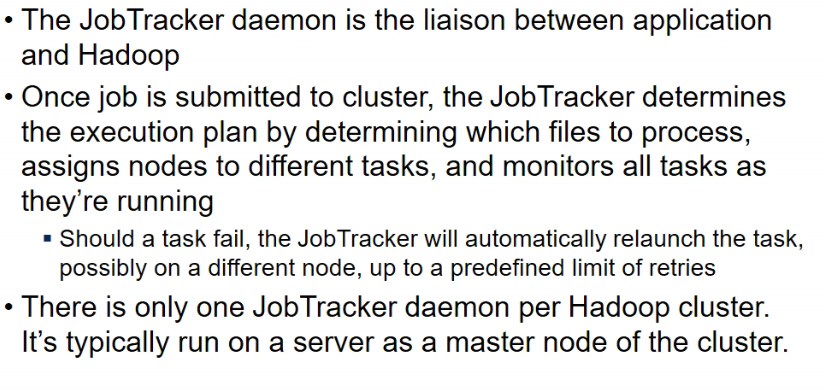 • The JobTracker daemon is the liaison between application
and Hadoop
• Once job is submitted to cluster, the JobTracker determines
the execution plan by determining which files to process,
assigns nodes to different tasks, and monitors all tasks as
they’re running
▪ Should a task fail, the JobTracker will automatically relaunch the task,
possibly on a different node, up to a predefined limit of retries
• There is only one JobTracker daemon per Hadoop cluster.
It’s typically run on a server as a master node of the cluster.